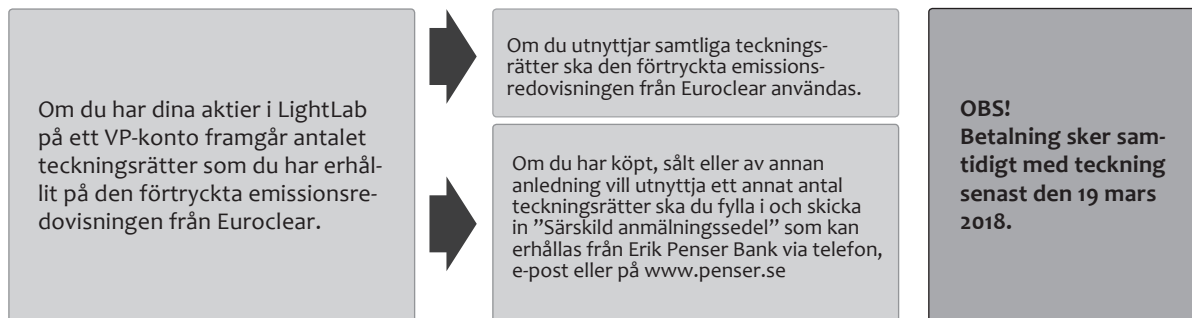 Om du har dina aktier i LightLab
på ett VP-konto framgår antalet
teckningsrätter som du har erhål-
lit på den förtryckta emissionsre-
dovisningen från Euroclear.
Om du utnyttjar samtliga tecknings-
rätter ska den förtryckta emissions-
redovisningen från Euroclear användas.
Om du har köpt, sålt eller av annan
anledning vill utnyttja ett annat antal
teckningsrätter ska du fylla i och skicka
in ”Särskild anmälningssedel” som kan
erhållas från Erik Penser Bank via telefon,
e-post eller på www.penser.se
OBS!
Betalning sker sam-
tidigt med teckning
senast den 19 mars
2018.